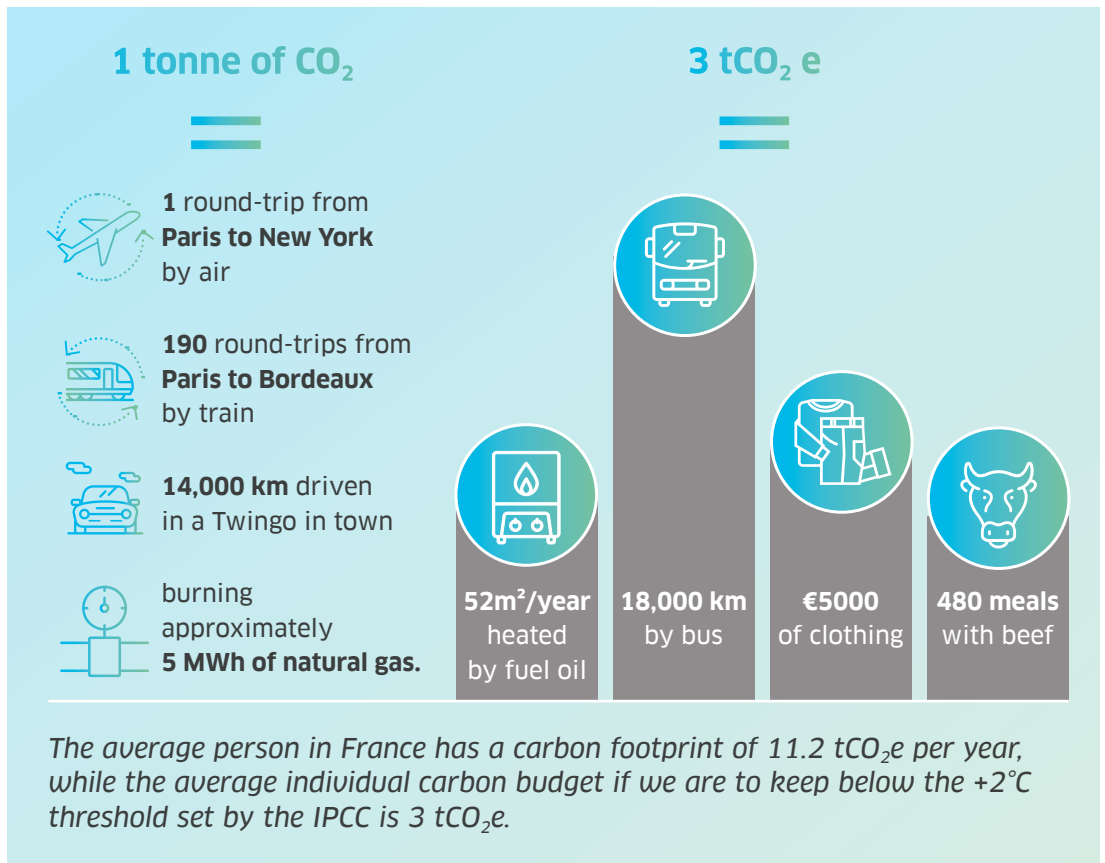 1 tonne of CO₂
1 round-trip from
Paris to New York
by air
190 round-trips from
Paris to Bordeaux
by train
14,000 km driven
in a Twingo in town
burning
approximately
5 MWh of natural gas.
3 tCO₂ e
52m²/year
heated
by fuel oil
18,000 km
by bus
€5000
of clothing
480 meals
with beef
The average person in France has a carbon footprint of 11.2 tCO₂e per year,
while the average individual carbon budget if we are to keep below the +2°C
threshold set by the IPCC is 3 tCO₂e.